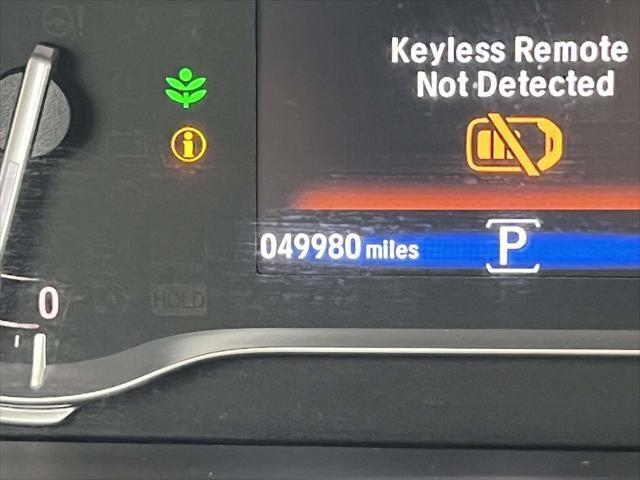 Keyless Remote
Not Detected
i
049980 miles
P
0
HOLD